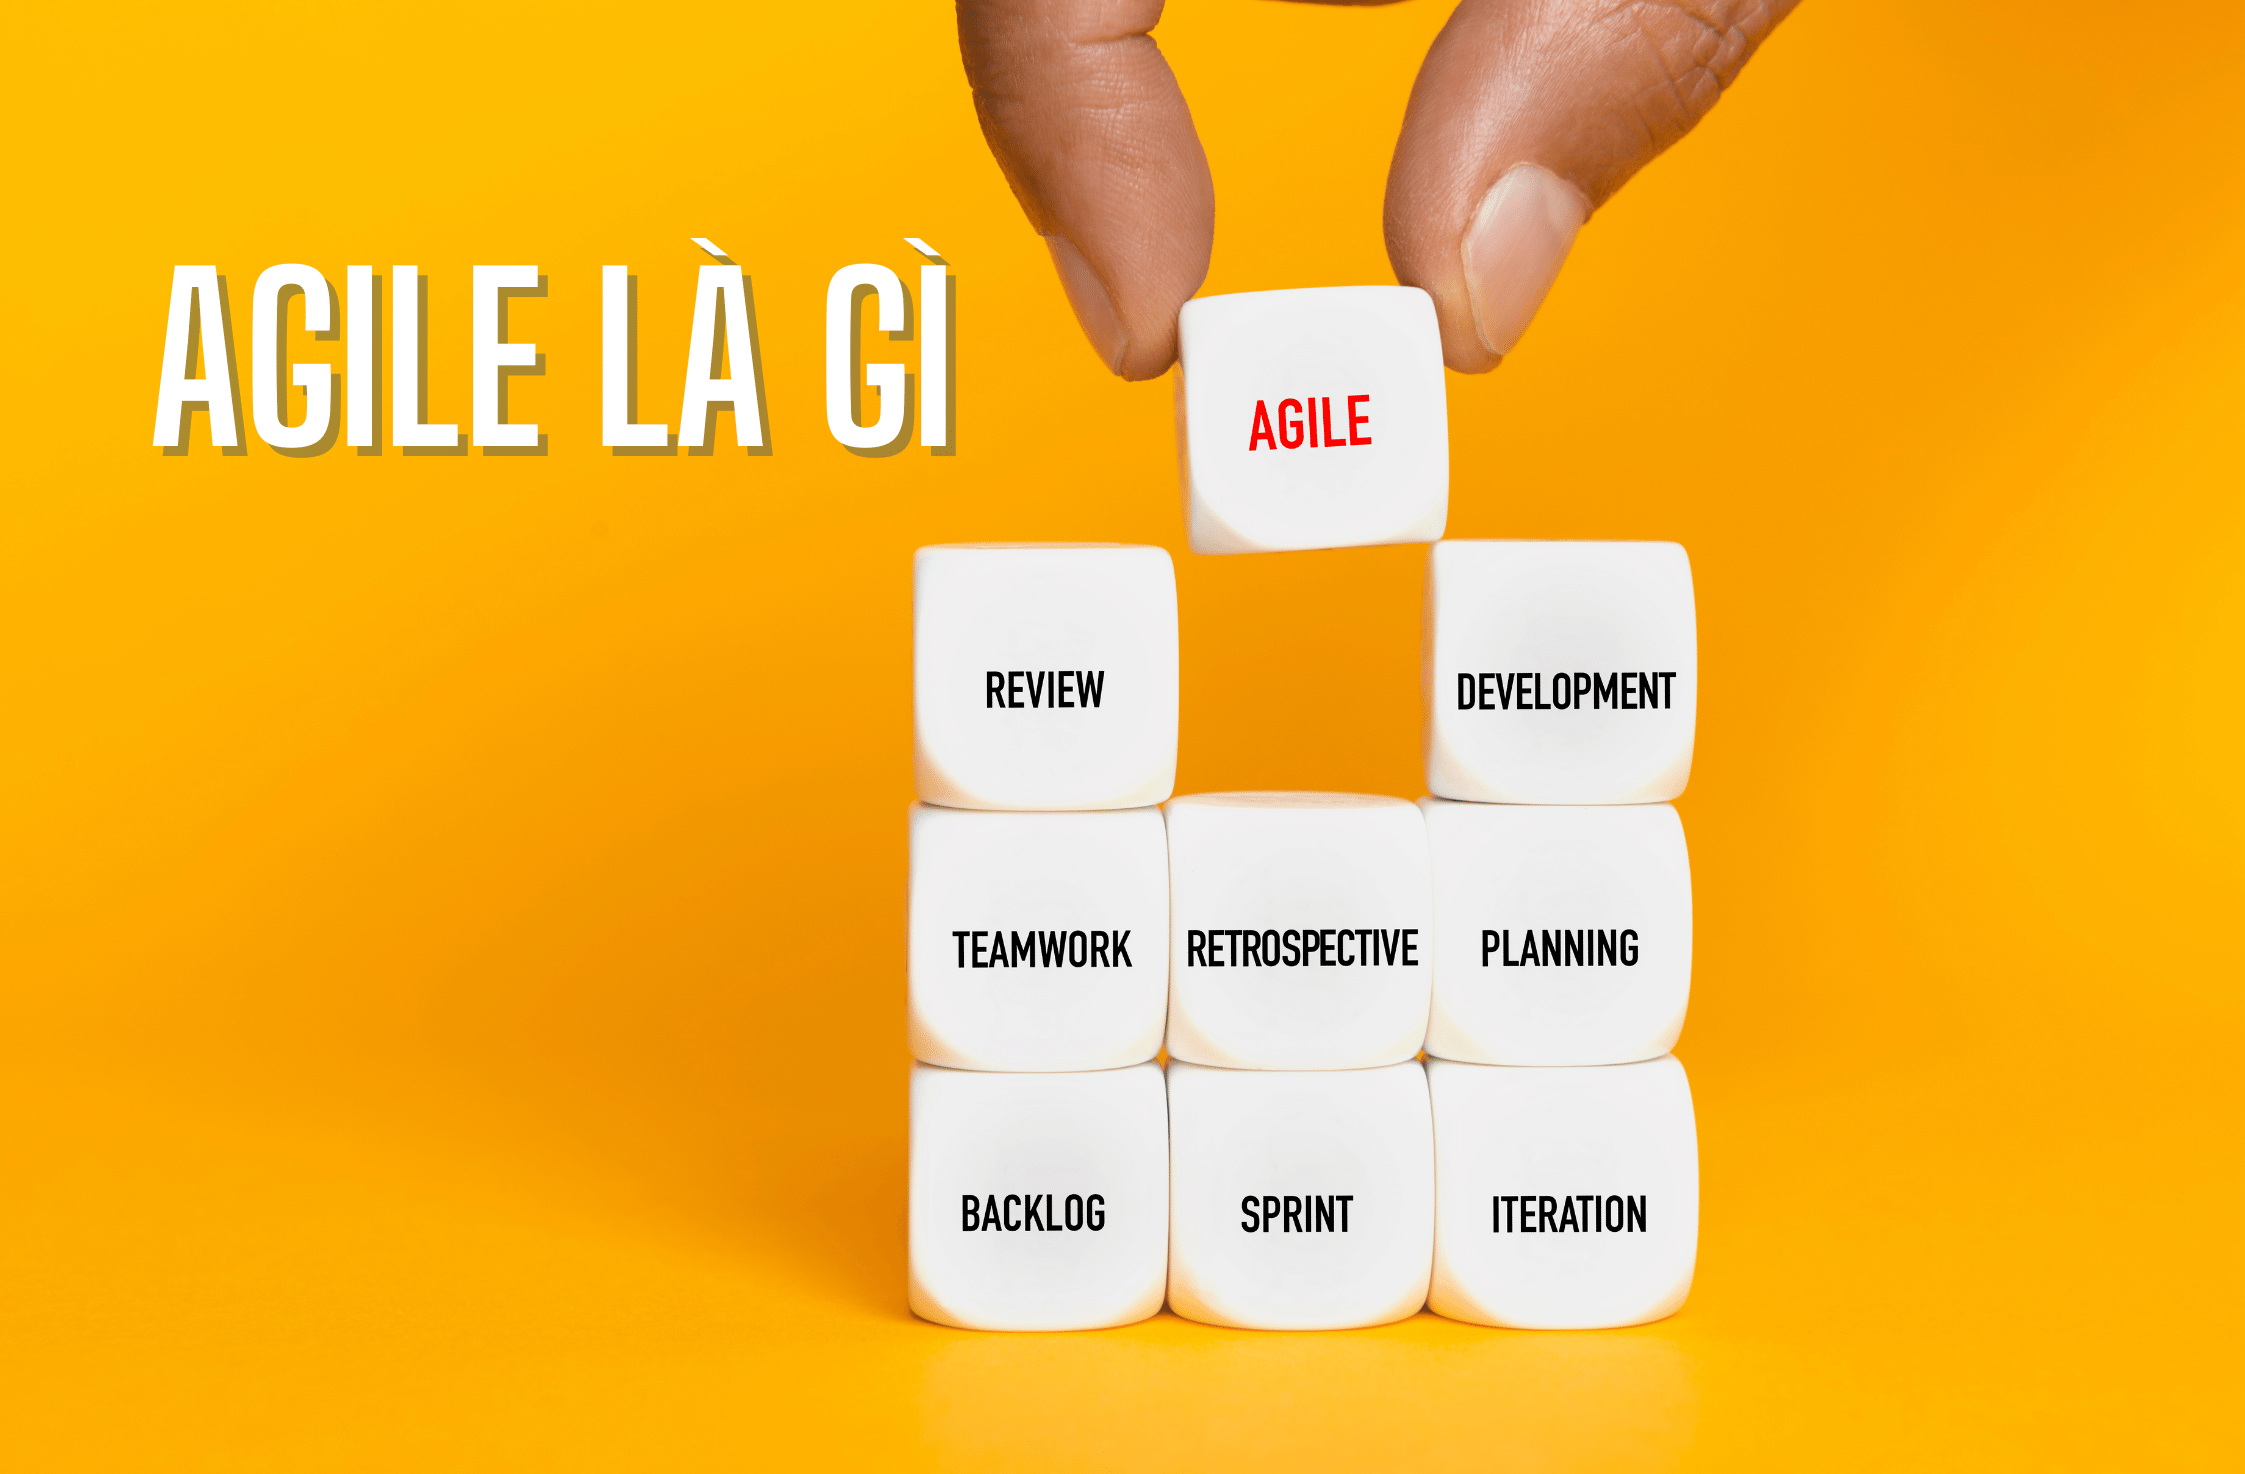 AGILE LÀ GÌ
AGILE
REVIEW
DEVELOPMENT
TEAMWORK
RETROSPECTIVE
PLANNING
BACKLOG
SPRINT
ITERATION